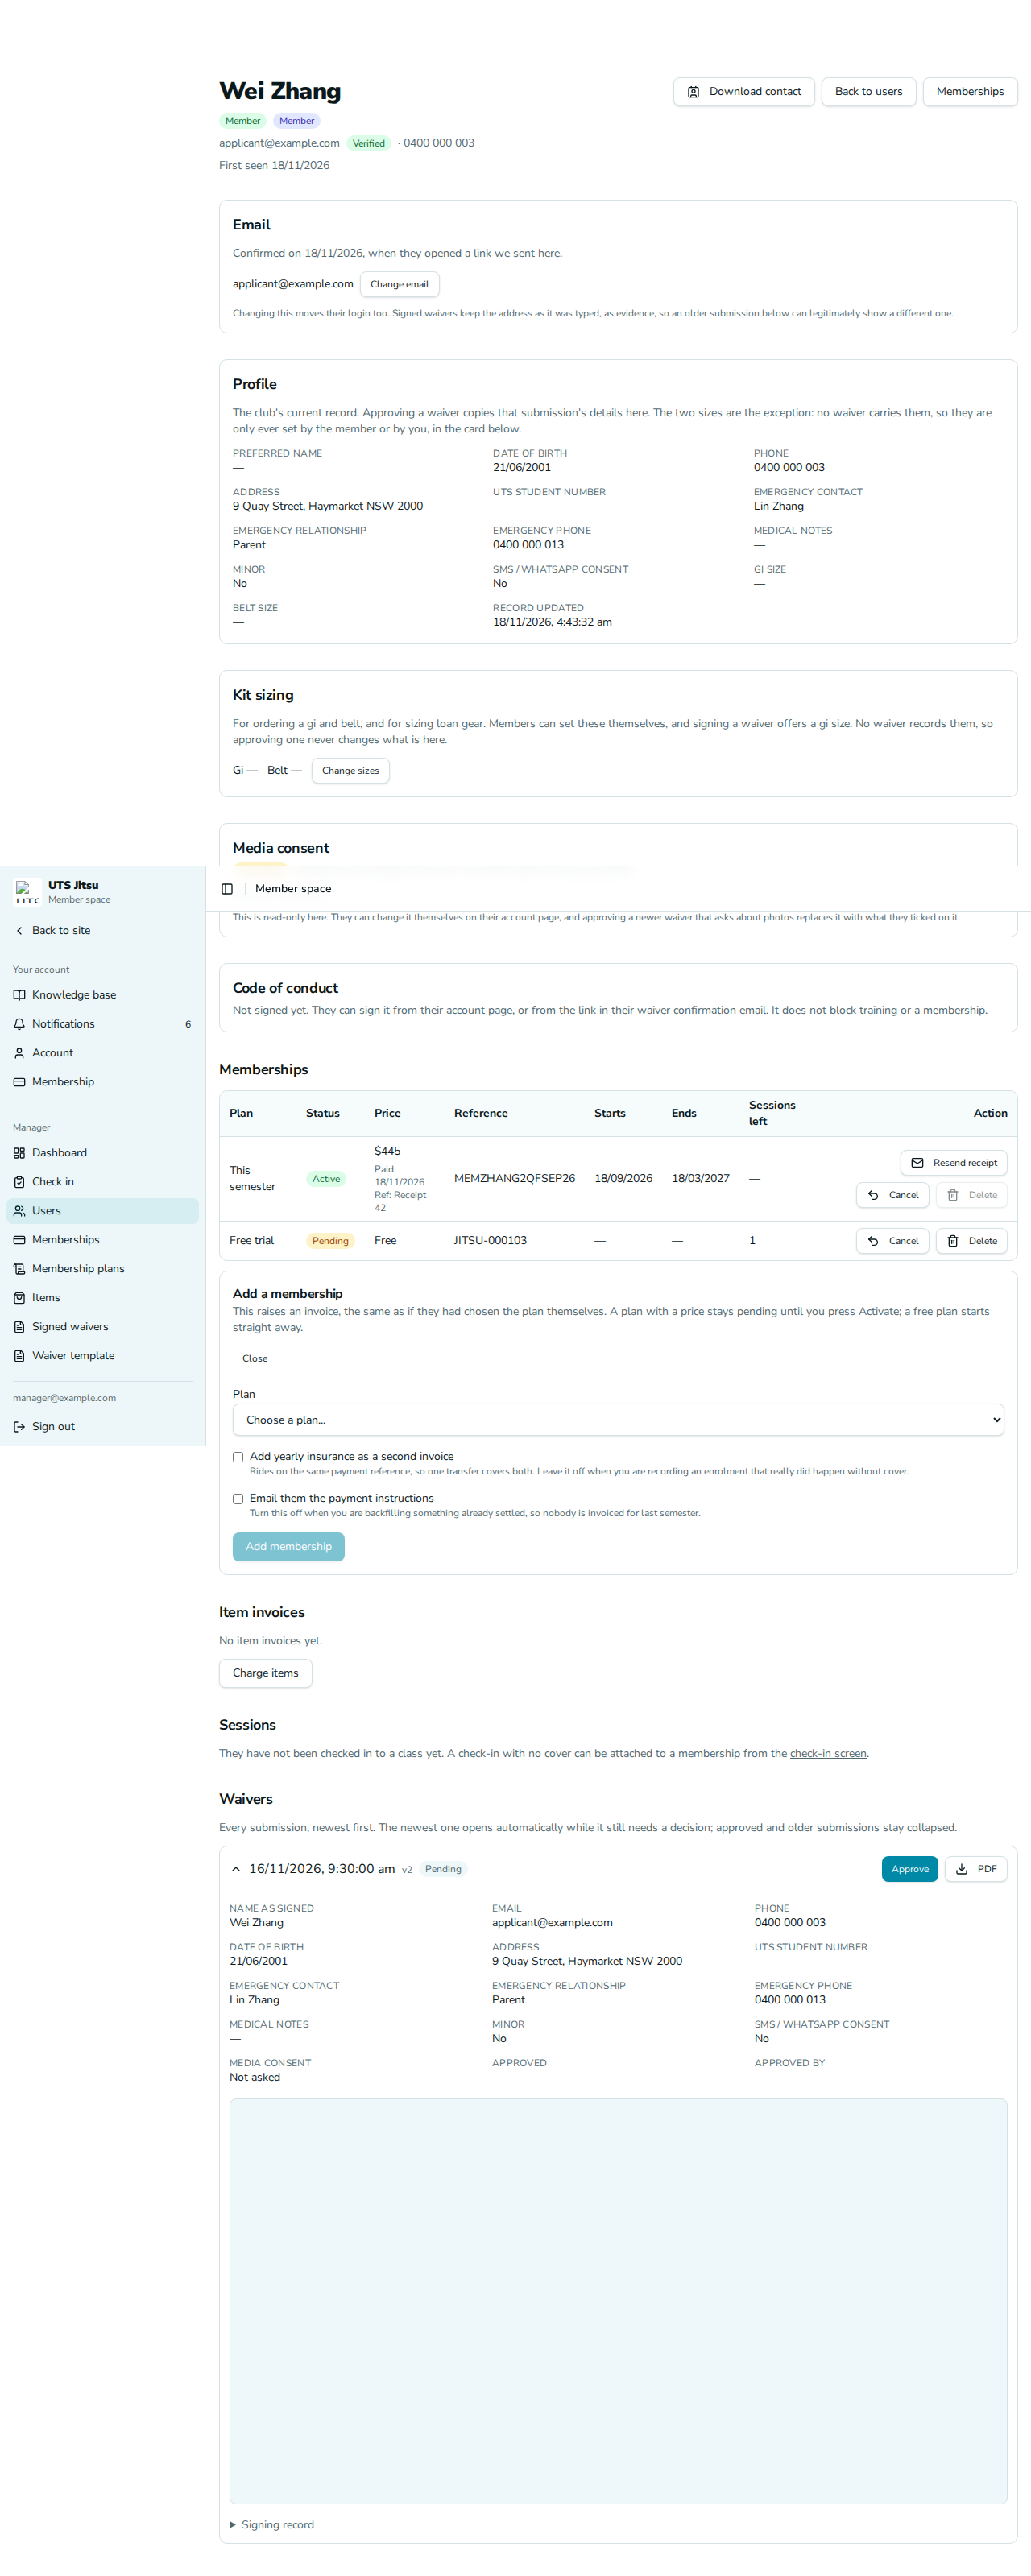 Wei Zhang
Download contact
Back to users
Memberships
Member Member
applicant@example.com Verified · 0400 000 003
First seen 18/11/2026
Email
Confirmed on 18/11/2026, when they opened a link we sent here.
applicant@example.com Change email
Changing this moves their login too. Signed waivers keep the address as it was typed, as evidence, so an older submission below can legitimately show a different one.
Profile
The club's current record. Approving a waiver copies that submission's details here. The two sizes are the exception: no waiver carries them, so they are
only ever set by the member or by you, in the card below.
PREFERRED NAME DATE OF BIRTH PHONE
— 21/06/2001 0400 000 003
ADDRESS UTS STUDENT NUMBER EMERGENCY CONTACT
9 Quay Street, Haymarket NSW 2000 — Lin Zhang
EMERGENCY RELATIONSHIP EMERGENCY PHONE MEDICAL NOTES
Parent 0400 000 013 —
MINOR SMS / WHATSAPP CONSENT GI SIZE
No No —
BELT SIZE RECORD UPDATED
— 18/11/2026, 4:43:32 am
Kit sizing
For ordering a gi and belt, and for sizing loan gear. Members can set these themselves, and signing a waiver offers a gi size. No waiver records them, so
approving one never changes what is here.
Gi — Belt — Change sizes
Media consent
This is read-only here. They can change it themselves on their account page, and approving a newer waiver that asks about photos replaces it with what they ticked on it.
UTS Jitsu
Member space
Member space
Back to site
Your account
Knowledge base
Notifications 6
Account
Membership
Manager
Dashboard
Check in
Users
Memberships
Membership plans
Items
Signed waivers
Waiver template
manager@example.com
Sign out
Code of conduct
Not signed yet. They can sign it from their account page, or from the link in their waiver confirmation email. It does not block training or a membership.
Memberships
Plan Status Price Reference Starts Ends Sessions left Action
This semester Active $445 Paid 18/11/2026 Ref: Receipt 42 MEMZHANG2QFSEP26 18/09/2026 18/03/2027 — Resend receipt Cancel Delete
Free trial Pending Free JITSU-000103 — — 1 Cancel Delete
Add a membership
This raises an invoice, the same as if they had chosen the plan themselves. A plan with a price stays pending until you press Activate; a free plan starts
straight away.
Close
Plan
Choose a plan...
Add yearly insurance as a second invoice
Rides on the same payment reference, so one transfer covers both. Leave it off when you are recording an enrolment that really did happen without cover.
Email them the payment instructions
Turn this off when you are backfilling something already settled, so nobody is invoiced for last semester.
Add membership
Item invoices
No item invoices yet.
Charge items
Sessions
They have not been checked in to a class yet. A check-in with no cover can be attached to a membership from the check-in screen.
Waivers
Every submission, newest first. The newest one opens automatically while it still needs a decision; approved and older submissions stay collapsed.
16/11/2026, 9:30:00 am v2 Pending Approve PDF
NAME AS SIGNED EMAIL PHONE
Wei Zhang applicant@example.com 0400 000 003
DATE OF BIRTH ADDRESS UTS STUDENT NUMBER
21/06/2001 9 Quay Street, Haymarket NSW 2000 —
EMERGENCY CONTACT EMERGENCY RELATIONSHIP EMERGENCY PHONE
Lin Zhang Parent 0400 000 013
MEDICAL NOTES MINOR SMS / WHATSAPP CONSENT
— No No
MEDIA CONSENT APPROVED APPROVED BY
Not asked — —
Signing record